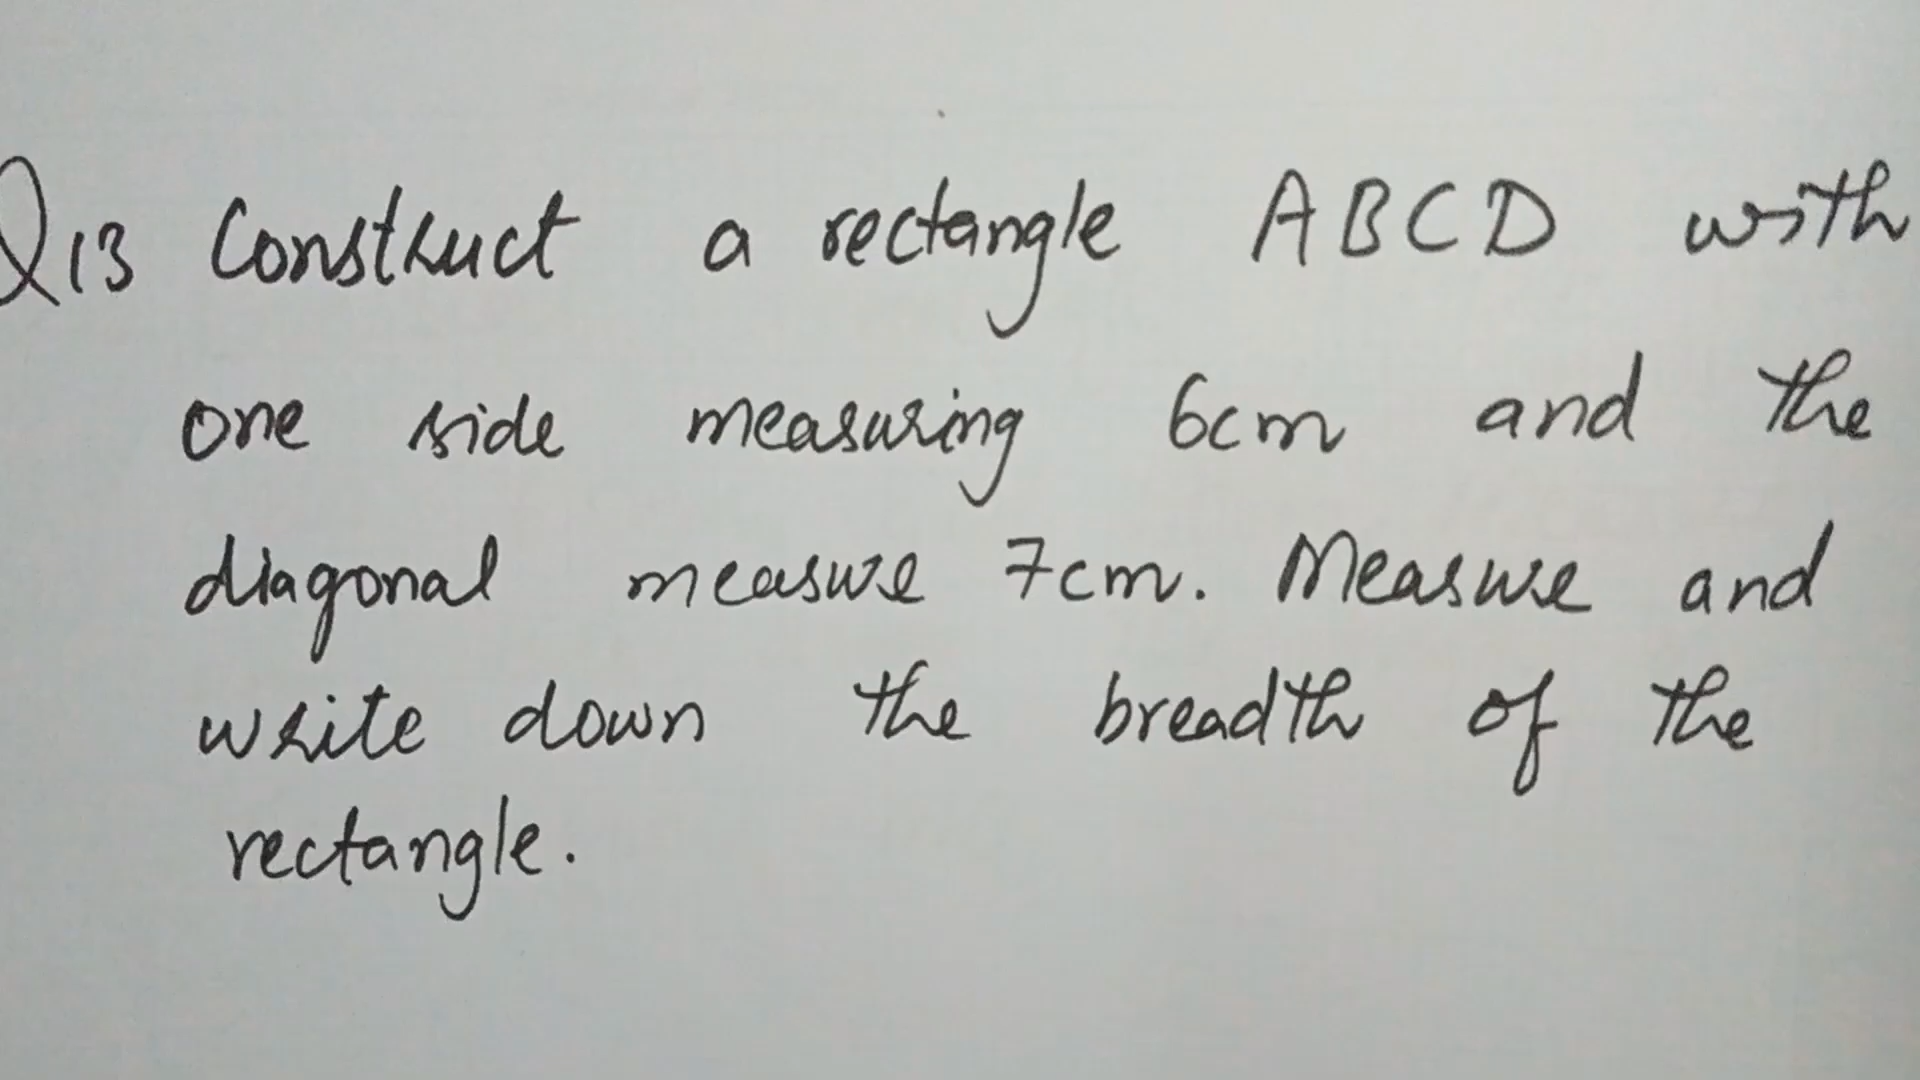 Q13 Construct a rectangle ABCD with
one side measuring 6cm and the
diagonal measure 7cm. Measure and
write down the breadth of the
rectangle.